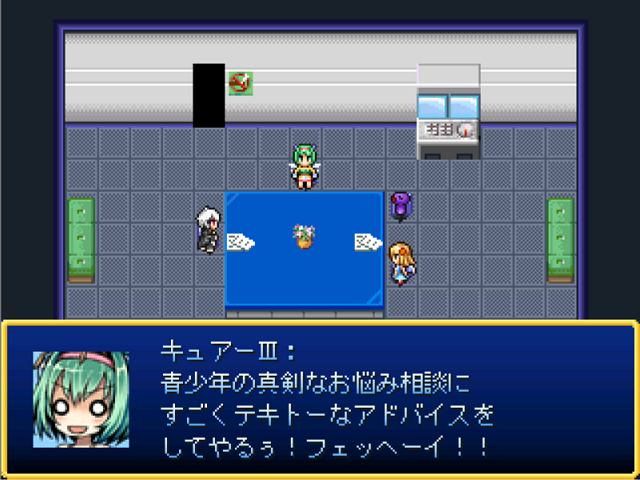 キュアーⅢ：
青少年の真剣なお悩み相談に
すごくテキトーなアドバイスを
してやるぅ！フェッヘーイ！！